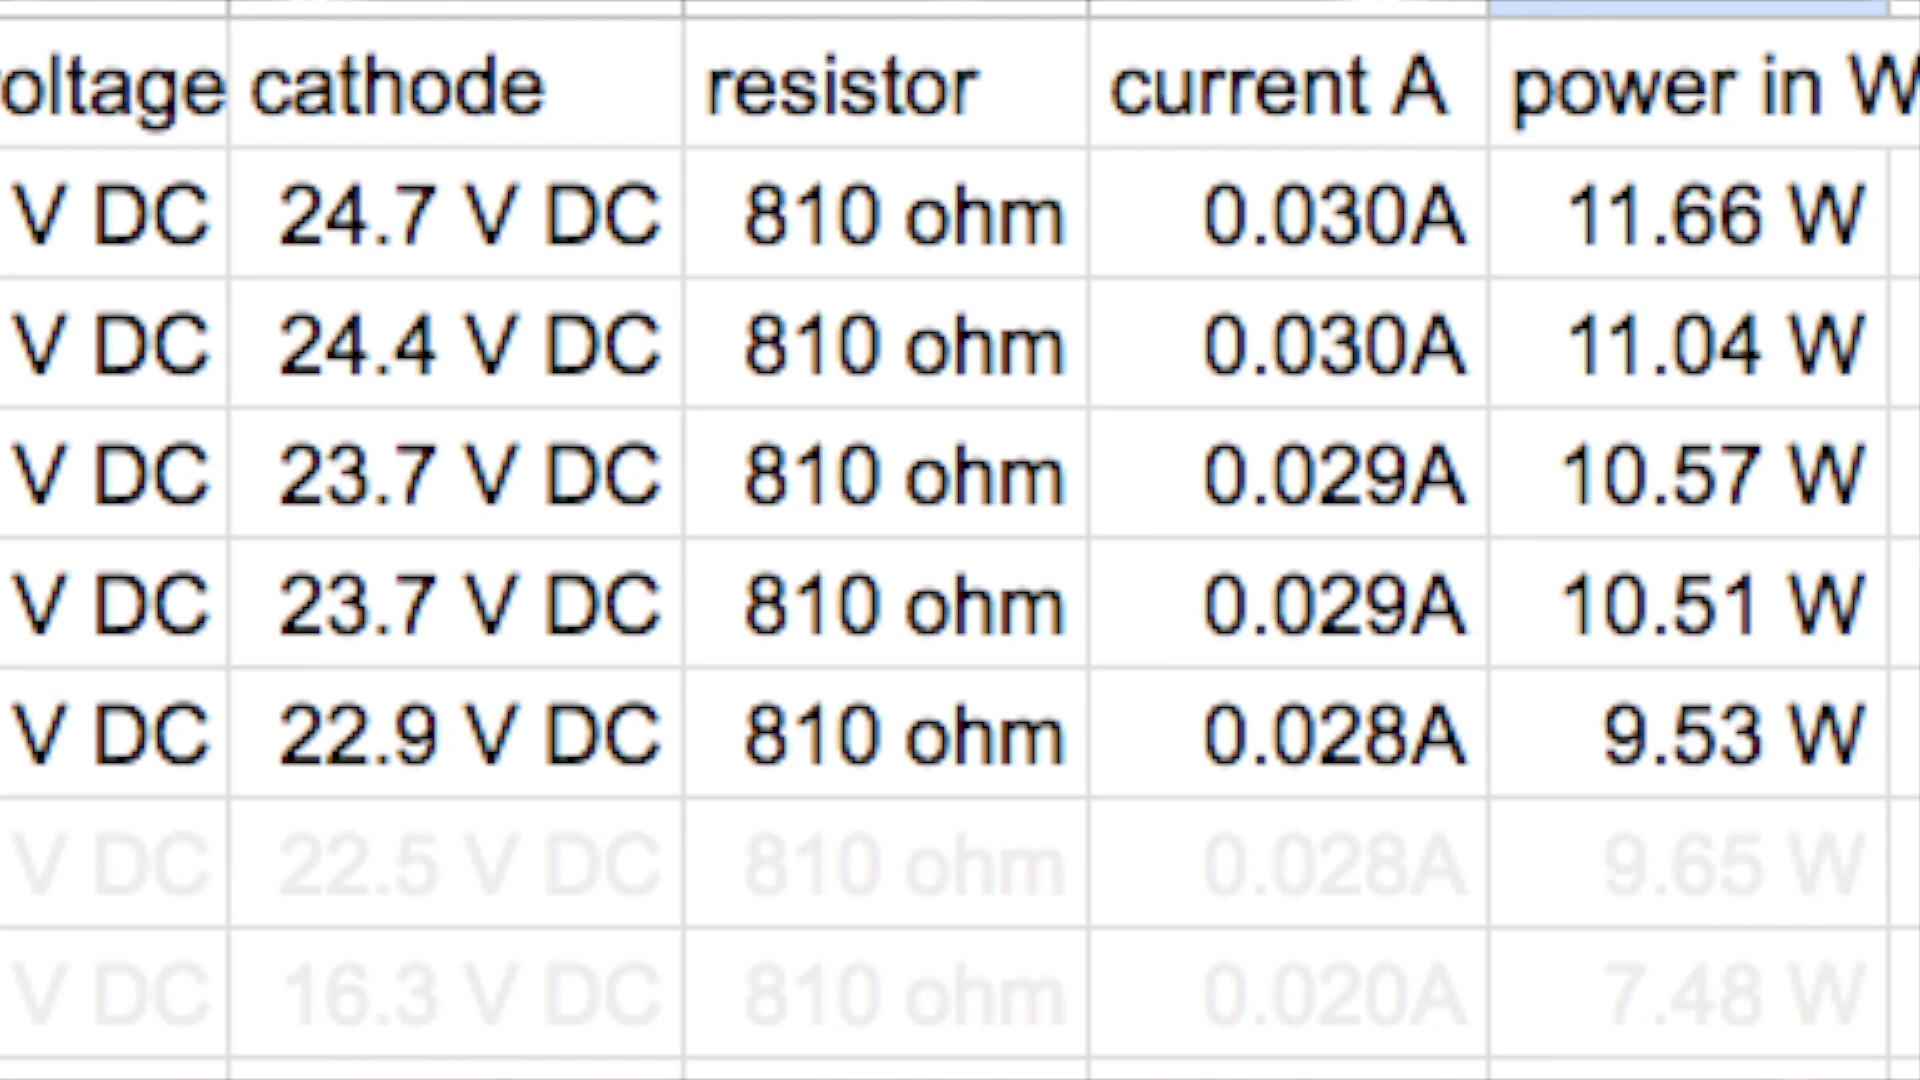 oltage cathode resistor current A power in W
V DC 24.7 V DC 810 ohm 0.030A 11.66 W
V DC 24.4 V DC 810 ohm 0.030A 11.04 W
V DC 23.7 V DC 810 ohm 0.029A 10.57 W
V DC 23.7 V DC 810 ohm 0.029A 10.51 W
V DC 22.9 V DC 810 ohm 0.028A 9.53 W
V DC 22.5 V DC 810 ohm 0.028A 9.65 W
V DC 16.3 V DC 810 ohm 0.020A 7.48 W